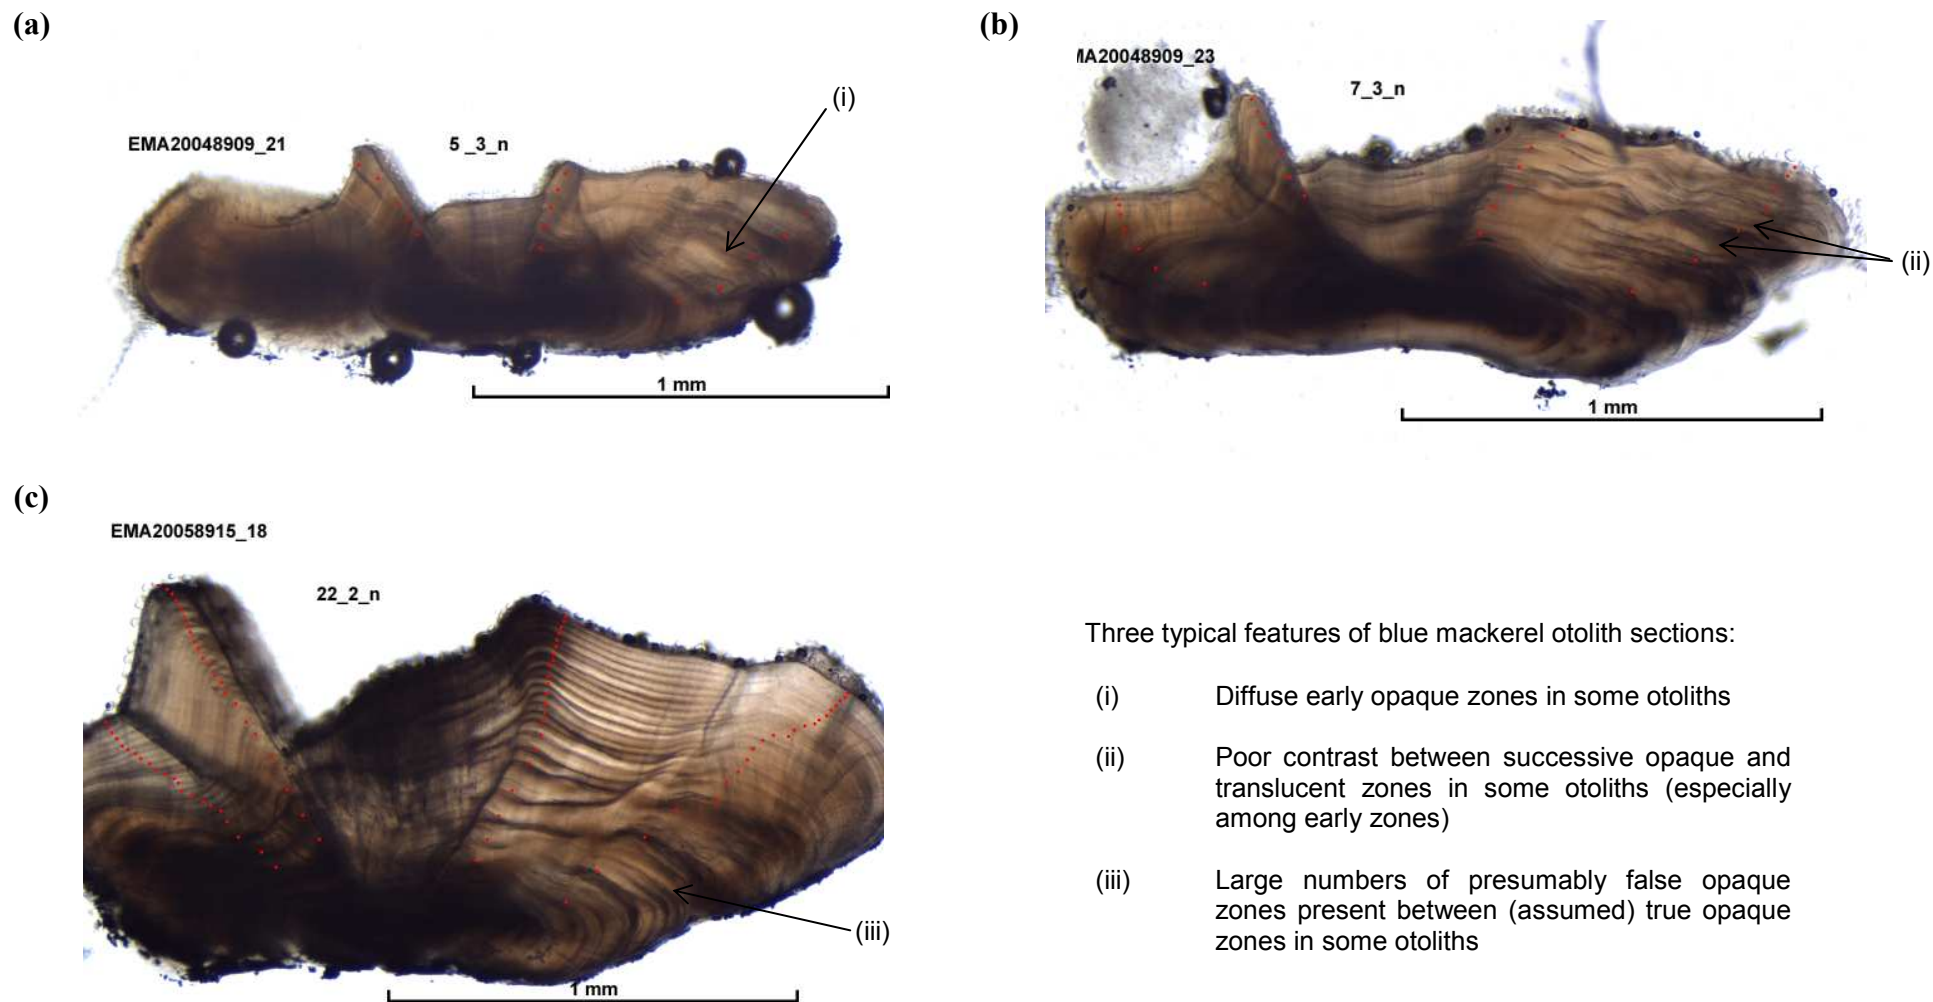 (a)
EMA20048909_21
5 _3_n
(i)
1 mm
(b)
MA20048909_23
7_3_n
(ii)
1 mm
(c)
EMA20058915_18
22_2_n
(iii)
1 mm
Three typical features of blue mackerel otolith sections:
(i) Diffuse early opaque zones in some otoliths
(ii) Poor contrast between successive opaque and
translucent zones in some otoliths (especially
among early zones)
(iii) Large numbers of presumably false opaque
zones present between (assumed) true opaque
zones in some otoliths